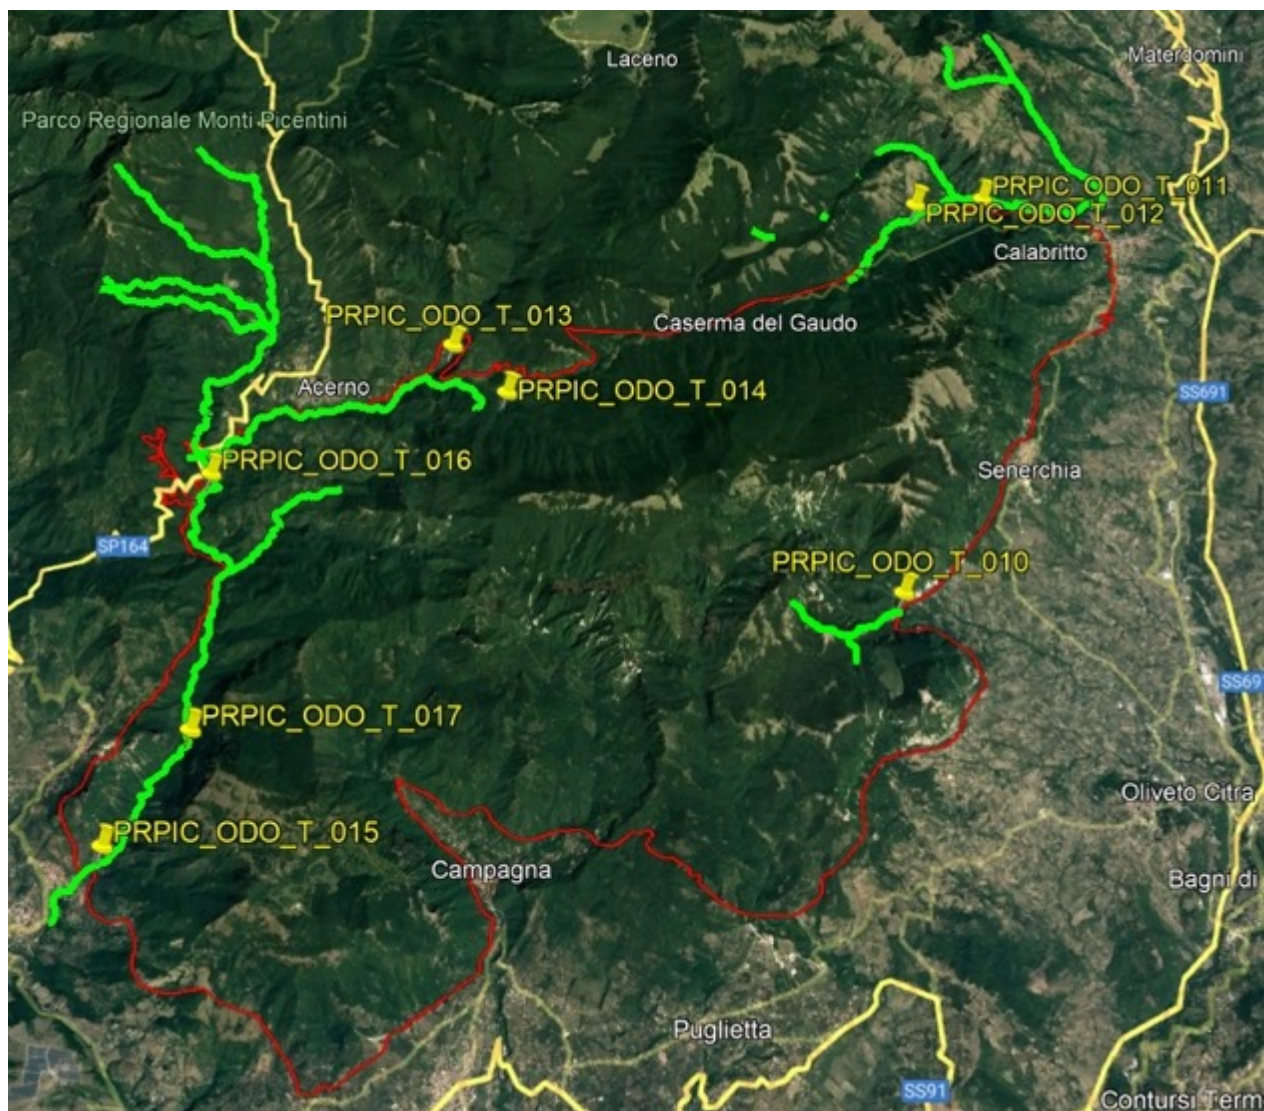 Materdomini
Laceno
Parco Regionale Monti Picentini
PRPIC_ODO_T_011
PRPIC_ODO_T_012
Calabritto
PRPIC_ODO_T_013
Caserma del Gaudo
Acerno
PRPIC_ODO_T_014
SS691
PRPIC_ODO_T_016
Senerchia
SP164
PRPIC_ODO_T_010
SS691
PRPIC_ODO_T_017
Oliveto Citra
PRPIC_ODO_T_015
Campagna
Bagni di
Puglietta
SS91
Contursi Term